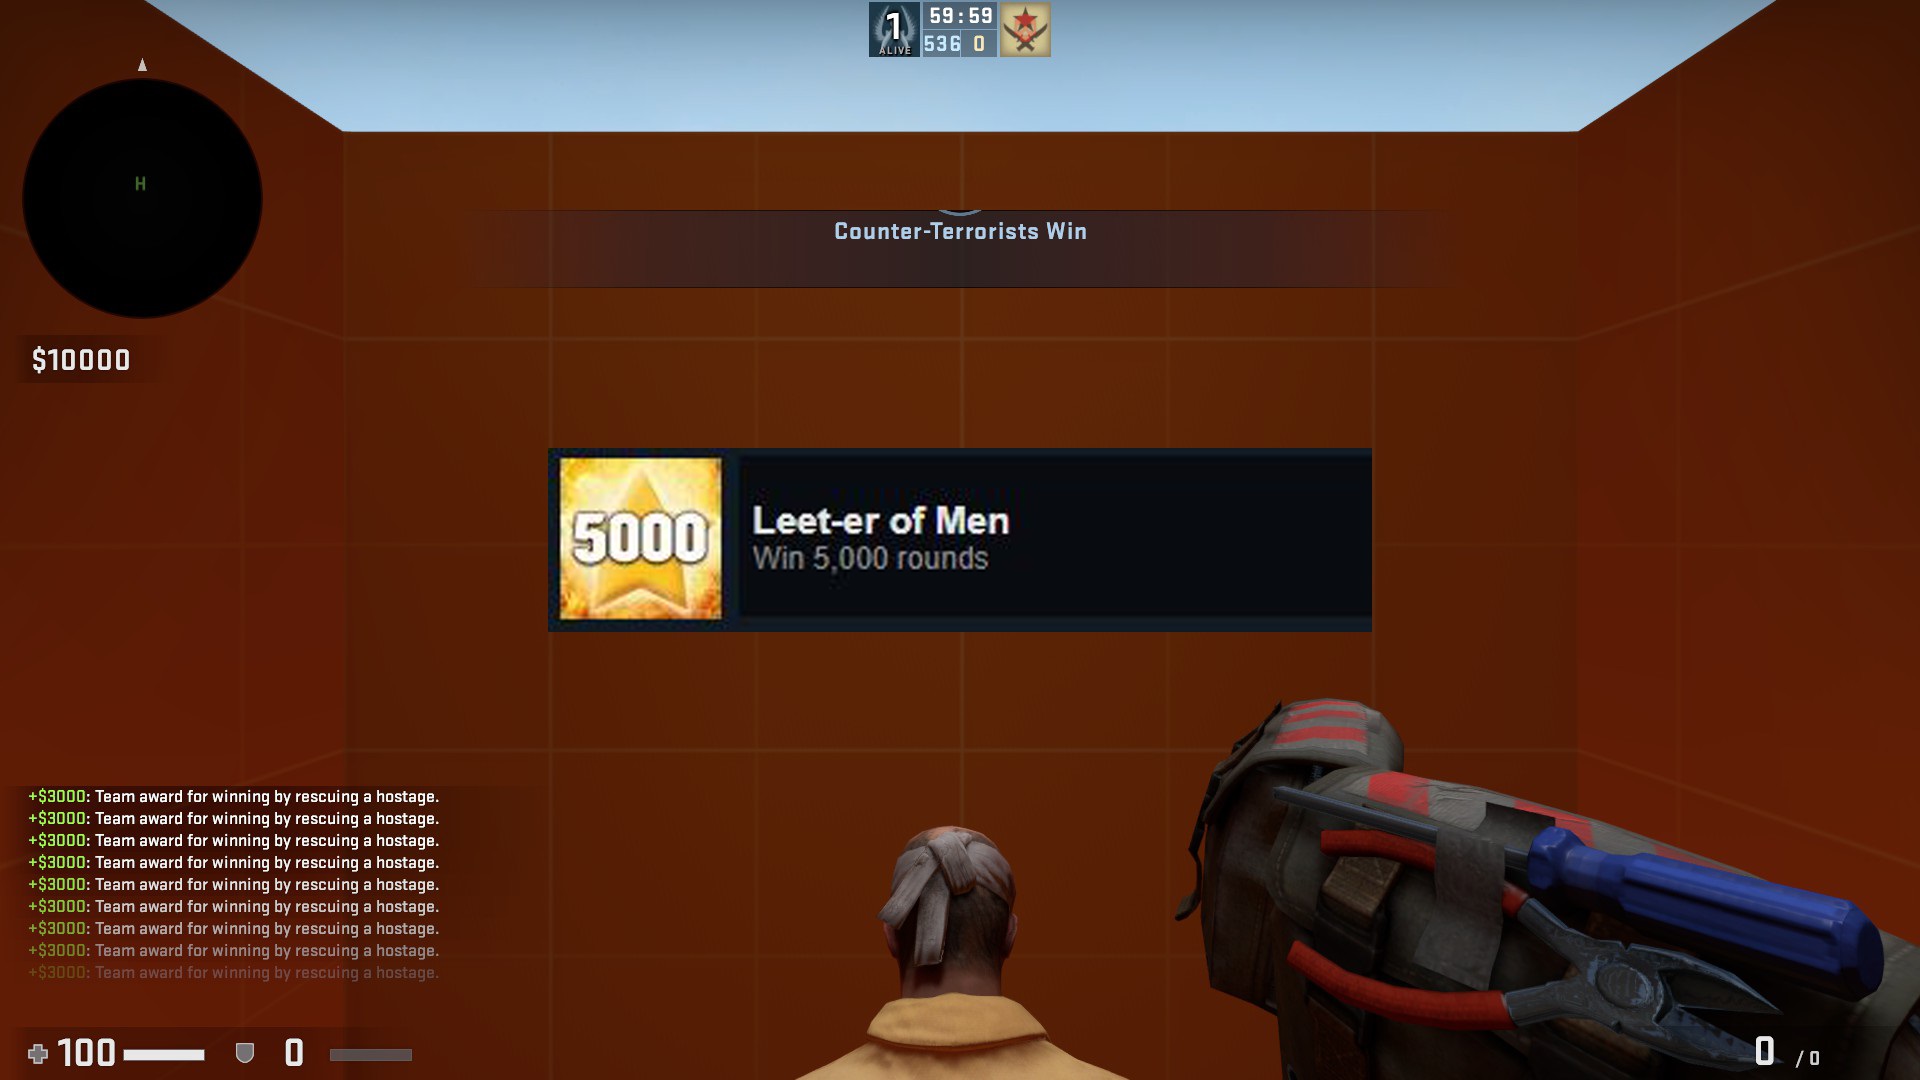 1
ALIVE
59:59
536 0
H
Counter-Terrorists Win
$10000
5000
Leet-er of Men
Win 5,000 rounds
+$3000: Team award for winning by rescuing a hostage.
+$3000: Team award for winning by rescuing a hostage.
+$3000: Team award for winning by rescuing a hostage.
+$3000: Team award for winning by rescuing a hostage.
+$3000: Team award for winning by rescuing a hostage.
+$3000: Team award for winning by rescuing a hostage.
+$3000: Team award for winning by rescuing a hostage.
+$3000: Team award for winning by rescuing a hostage.
+$3000: Team award for winning by rescuing a hostage.
100 0
0 / 0